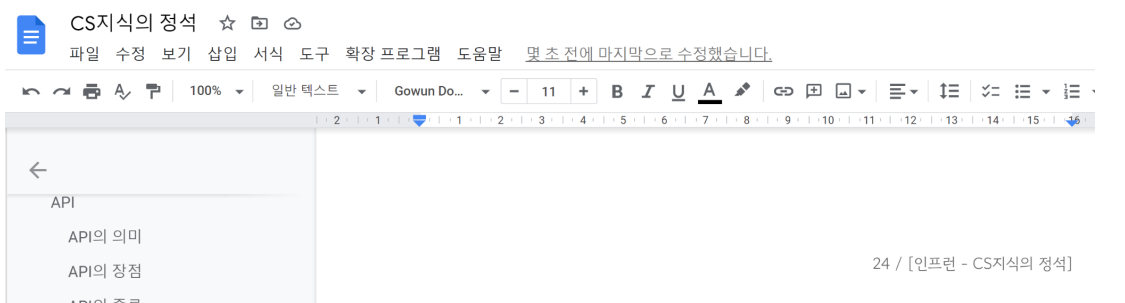 CS지식의 정석
파일 수정 보기 삽입 서식 도구 확장 프로그램 도움말 몇 초 전에 마지막으로 수정했습니다.
100% 일반 텍스트 Gowun Do... − 11 + B I U A
2 1 1 2 3 4 5 6 7 8 9 10 11 12 13 14 15 16
API
API의 의미
24 / [인프런 - CS지식의 정석]
API의 장점